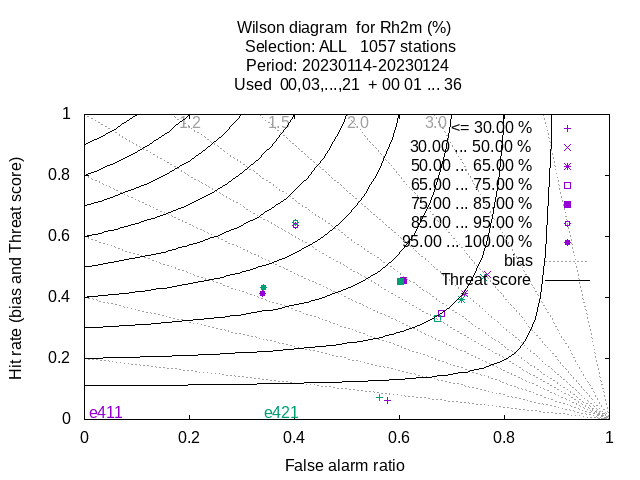 Wilson diagram  for Rh2m (%)
Selection: ALL   1057 stations
Period: 20230114-20230124
Used  00,03,...,21  + 00 01 ... 36
1.2 1.5 2.0 3.0
<= 30.00 %
30.00 ... 50.00 %
50.00 ... 65.00 %
65.00 ... 75.00 %
75.00 ... 85.00 %
85.00 ... 95.00 %
95.00 ... 100.00 %
bias
Threat score
Hit rate (bias and Threat score)
1
0.8
0.6
0.4
0.2
0
e411 e421
0 0.2 0.4 0.6 0.8 1
False alarm ratio